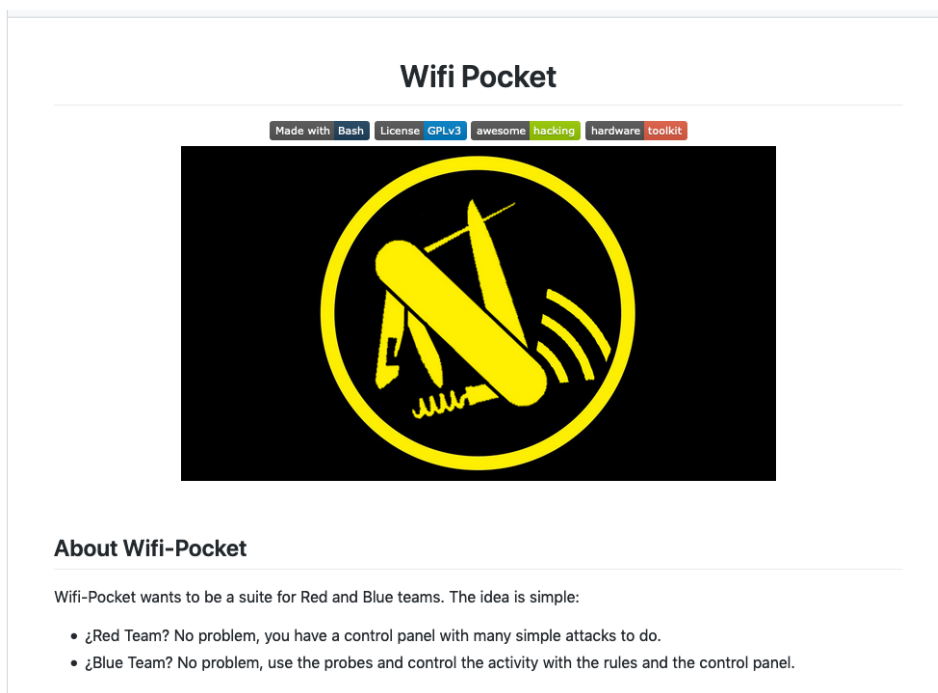 Wifi Pocket
Made with Bash License GPLv3 awesome hacking hardware toolkit
About Wifi-Pocket
Wifi-Pocket wants to be a suite for Red and Blue teams. The idea is simple:
• ¿Red Team? No problem, you have a control panel with many simple attacks to do.
• ¿Blue Team? No problem, use the probes and control the activity with the rules and the control panel.